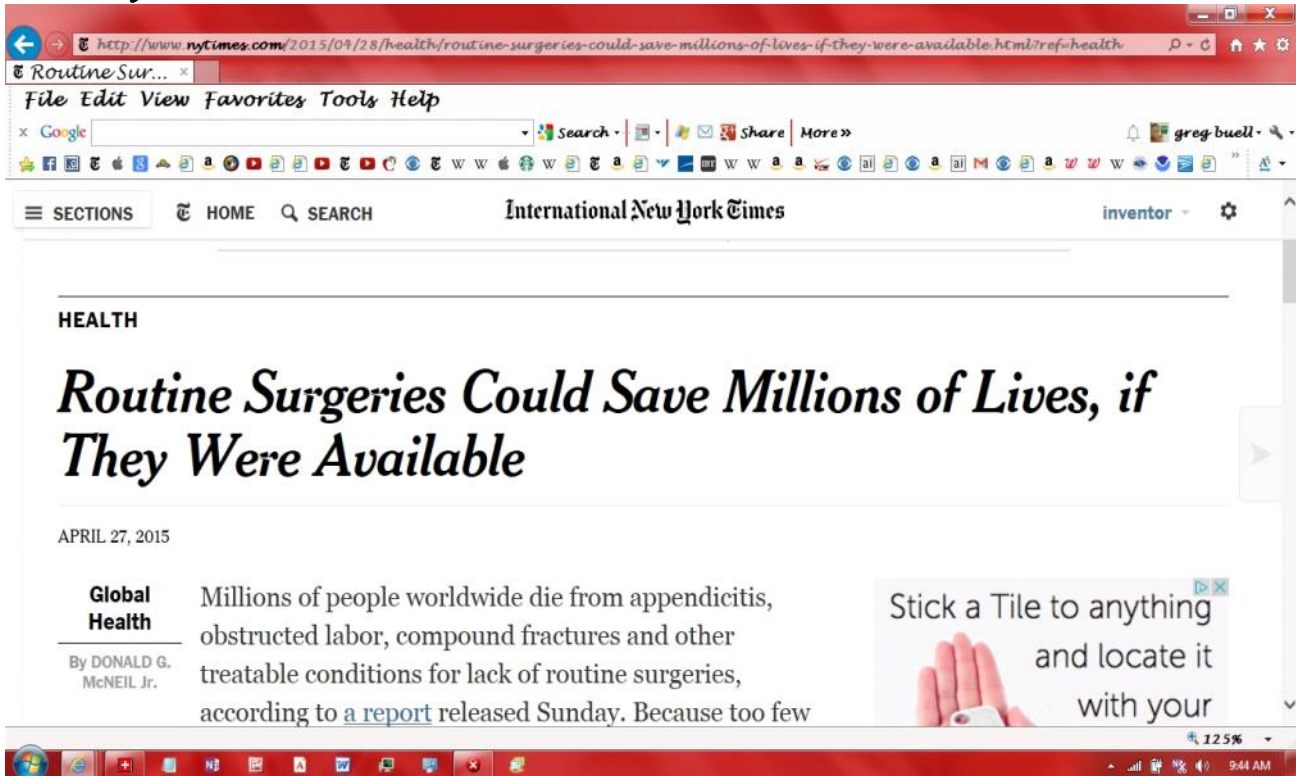 http://www.nytimes.com/2015/04/28/health/routine-surgeries-could-save-millions-of-lives-if-they-were-available.html?ref=health
Routine Sur...
File Edit View Favorites Tools Help
x Google Search Share More» greg buell
SECTIONS HOME SEARCH International New York Times inventor
HEALTH
Routine Surgeries Could Save Millions of Lives, if
They Were Available
APRIL 27, 2015
Global
Health
By DONALD G.
McNEIL Jr.
Millions of people worldwide die from appendicitis,
obstructed labor, compound fractures and other
treatable conditions for lack of routine surgeries,
according to a report released Sunday. Because too few
Stick a Tile to anything
and locate it
with your
125%
9:44 AM